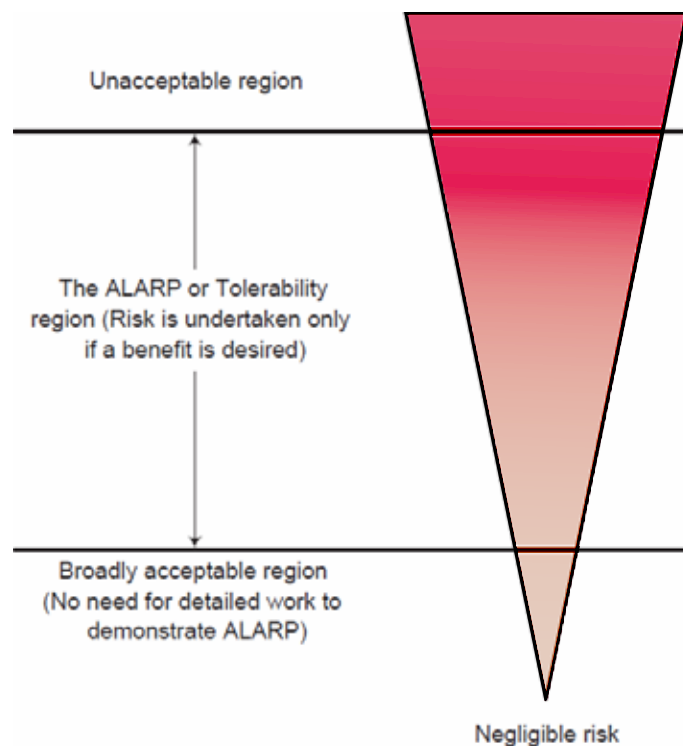 Unacceptable region
The ALARP or Tolerability
region (Risk is undertaken only
if a benefit is desired)
Broadly acceptable region
(No need for detailed work to
demonstrate ALARP)
Negligible risk